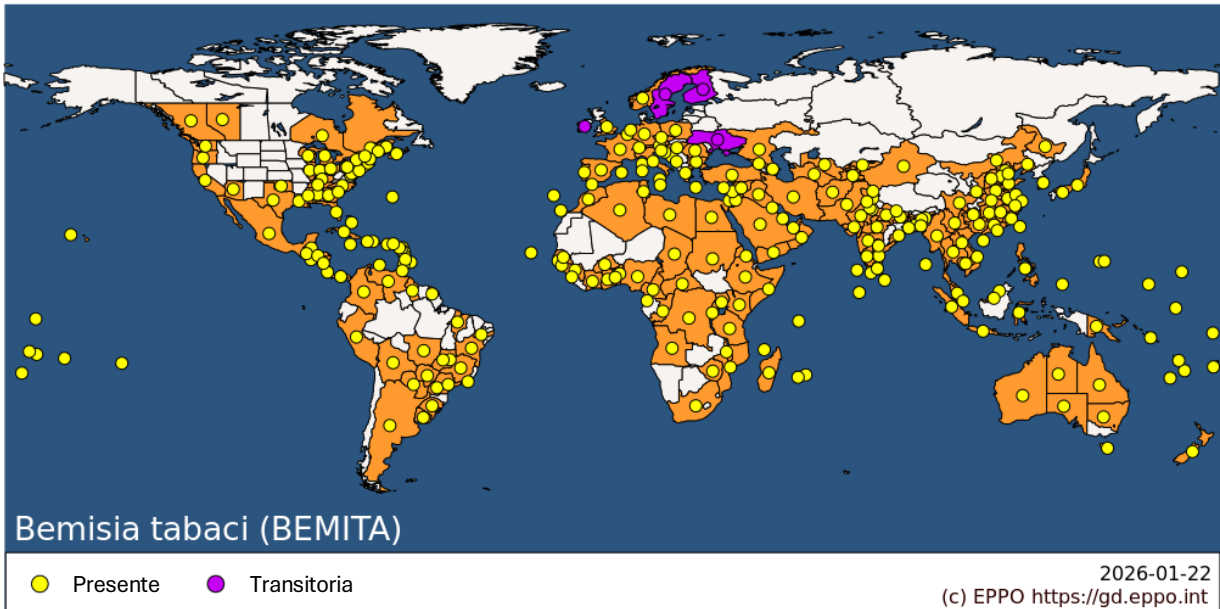 Bemisia tabaci (BEMITA)
Presente
Transitoria
2026-01-22
(c) EPPO https://gd.eppo.int